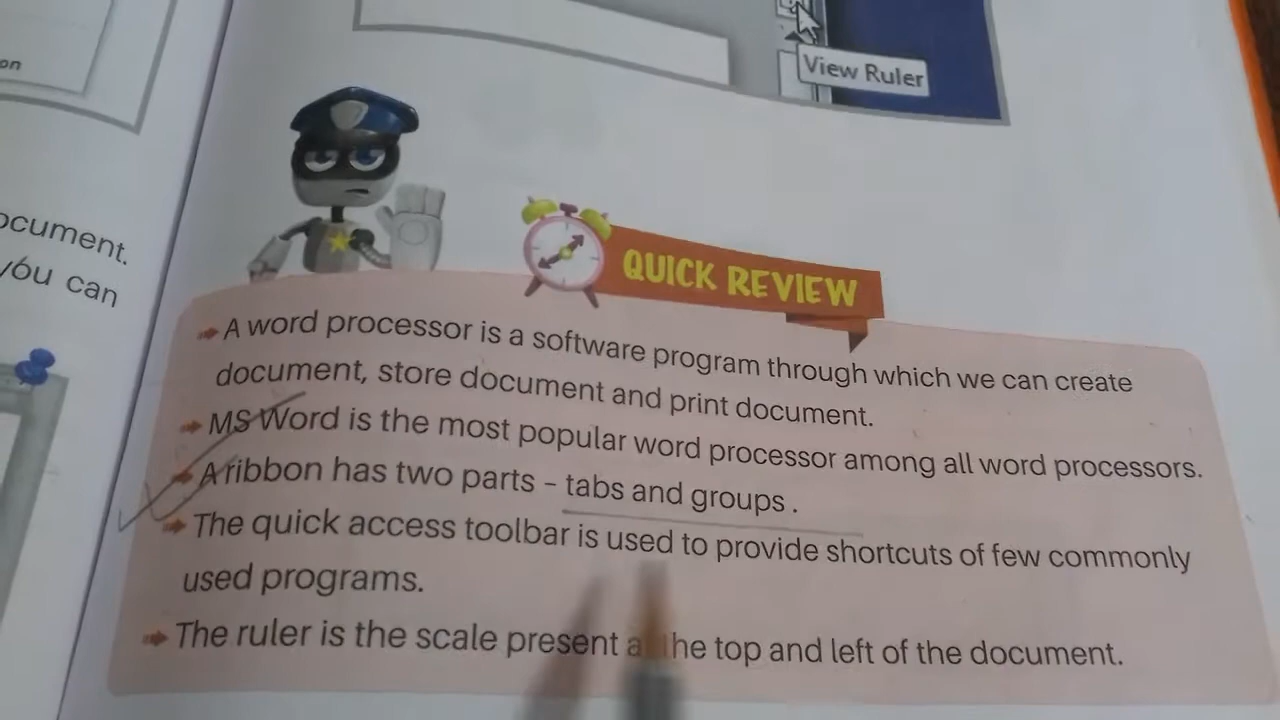 on
View Ruler
ocument.
you can
QUICK REVIEW
A word processor is a software program through which we can create
document, store document and print document.
MS Word is the most popular word processor among all word processors.
A ribbon has two parts – tabs and groups .
The quick access toolbar is used to provide shortcuts of few commonly
used programs.
The ruler is the scale present at the top and left of the document.